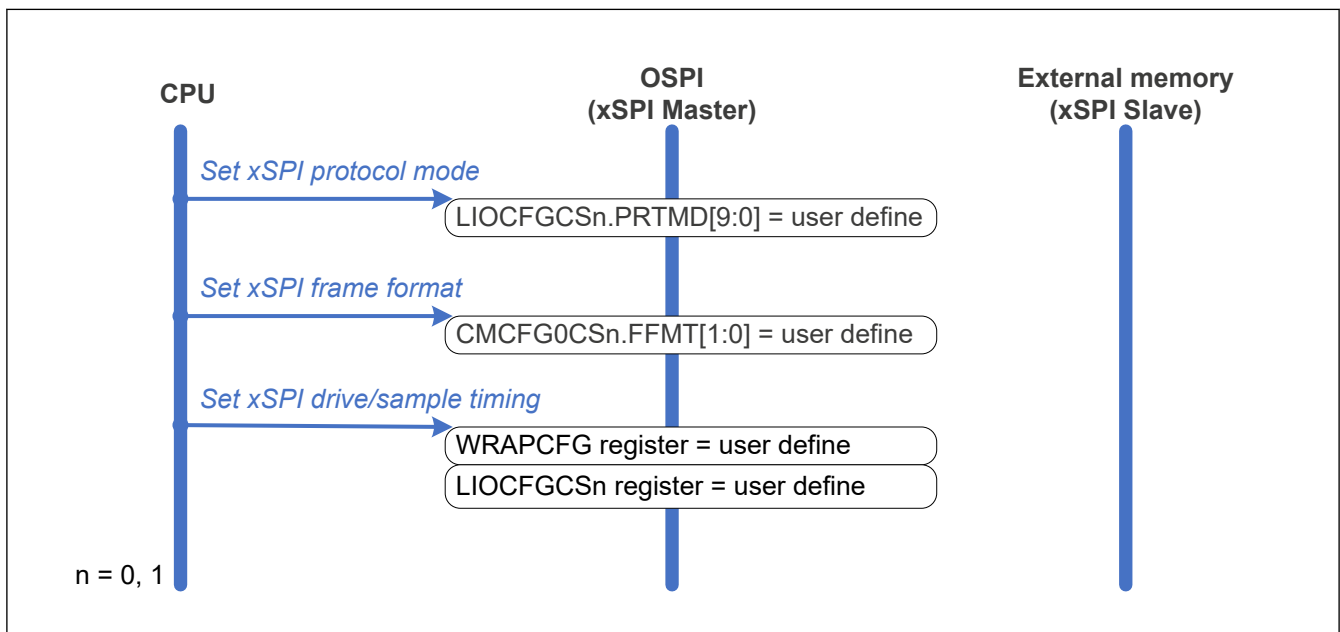 CPU
OSPI
(xSPI Master)
External memory
(xSPI Slave)
Set xSPI protocol mode
LIOCFGCSn.PRTMD[9:0] = user define
Set xSPI frame format
CMCFG0CSn.FFMT[1:0] = user define
Set xSPI drive/sample timing
WRAPCFG register = user define
LIOCFGCSn register = user define
n = 0, 1